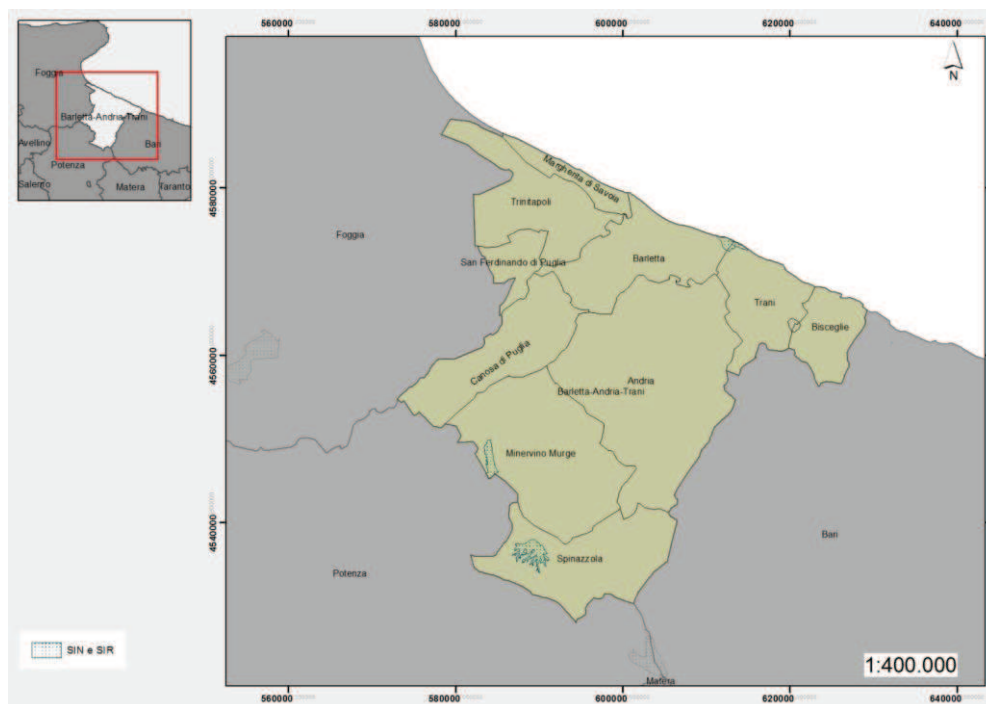 560000
580000
600000
620000
640000
Foggia
Barletta-Andria-Trani
Avellino
Bari
Potenza
Salerno
Matera
Taranto
N
4580000
4560000
4540000
Margherita di Savoia
Trinitapoli
Foggia
San Ferdinando di Puglia
Barletta
Trani
Bisceglie
Canosa di Puglia
Andria
Barletta-Andria-Trani
Minervino Murge
Bari
Spinazzola
Potenza
SIN e SIR
1:400.000
Matera
560000
580000
600000
620000
640000